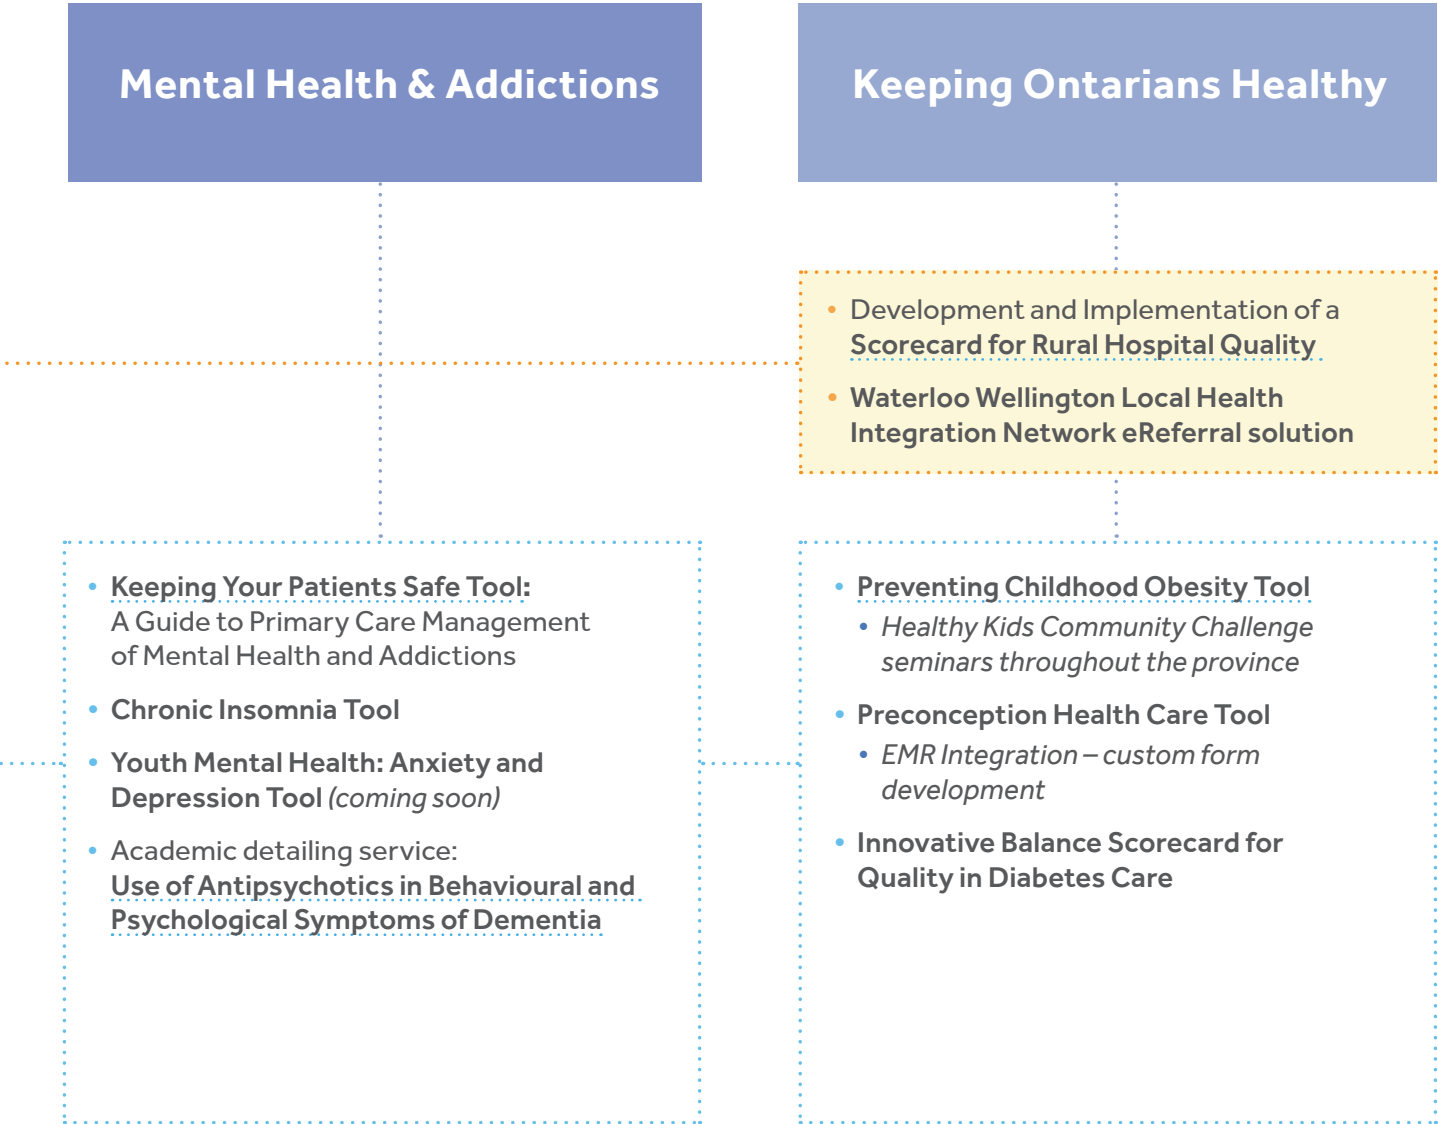 Mental Health & Addictions
Keeping Ontarians Healthy
• Development and Implementation of a
Scorecard for Rural Hospital Quality
• Waterloo Wellington Local Health
Integration Network eReferral solution
• Keeping Your Patients Safe Tool:
A Guide to Primary Care Management
of Mental Health and Addictions
• Chronic Insomnia Tool
• Youth Mental Health: Anxiety and
Depression Tool (coming soon)
• Academic detailing service:
Use of Antipsychotics in Behavioural and
Psychological Symptoms of Dementia
• Preventing Childhood Obesity Tool
• Healthy Kids Community Challenge
seminars throughout the province
• Preconception Health Care Tool
• EMR Integration – custom form
development
• Innovative Balance Scorecard for
Quality in Diabetes Care